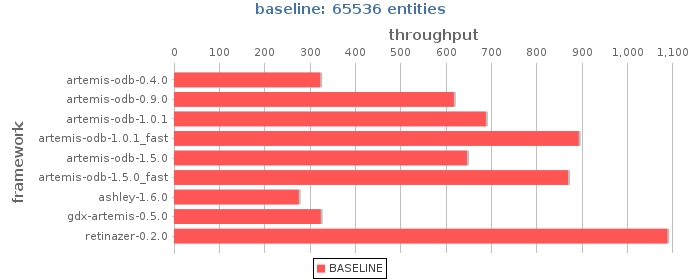 baseline: 65536 entities
throughput
0 100 200 300 400 500 600 700 800 900 1,000 1,100
framework
artemis-odb-0.4.0
artemis-odb-0.9.0
artemis-odb-1.0.1
artemis-odb-1.0.1_fast
artemis-odb-1.5.0
artemis-odb-1.5.0_fast
ashley-1.6.0
gdx-artemis-0.5.0
retinazer-0.2.0
BASELINE